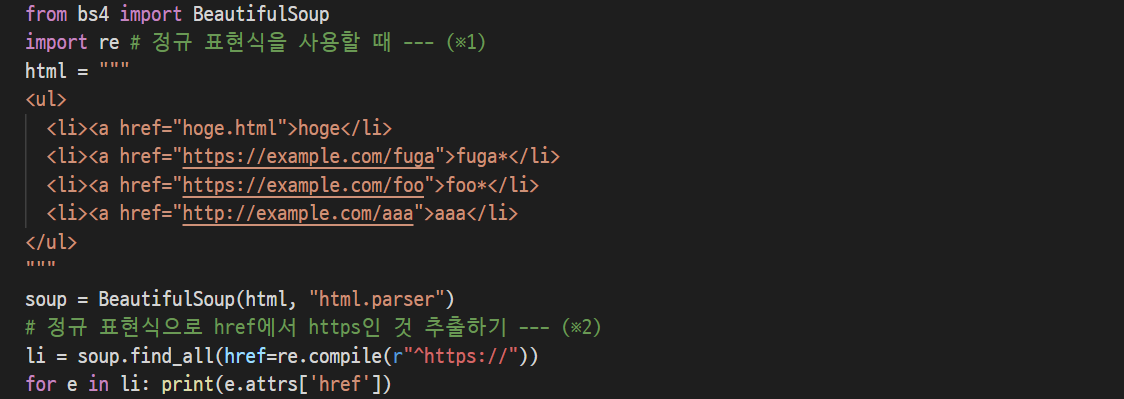 from bs4 import BeautifulSoup
import re # 정규 표현식을 사용할 때 --- (※1)
html = """
<ul>
  <li><a href="hoge.html">hoge</li>
  <li><a href="https://example.com/fuga">fuga*</li>
  <li><a href="https://example.com/foo">foo*</li>
  <li><a href="http://example.com/aaa">aaa</li>
</ul>
"""
soup = BeautifulSoup(html, "html.parser")
# 정규 표현식으로 href에서 https인 것 추출하기 --- (※2)
li = soup.find_all(href=re.compile(r"^https://"))
for e in li: print(e.attrs['href'])